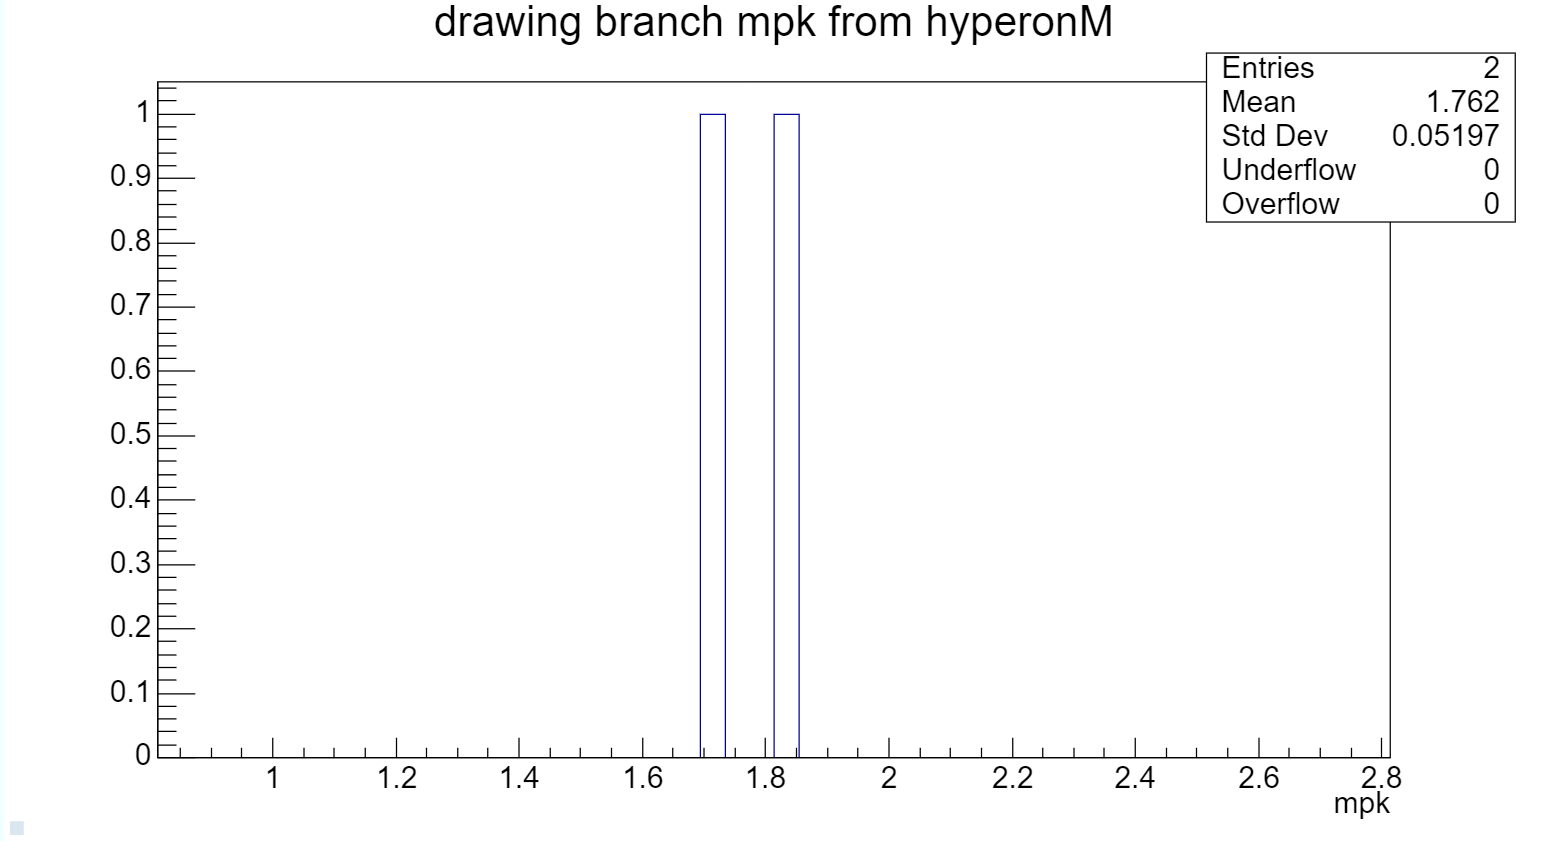 drawing branch mpk from hyperonM
Entries 2
Mean 1.762
Std Dev 0.05197
Underflow 0
Overflow 0
1
0.9
0.8
0.7
0.6
0.5
0.4
0.3
0.2
0.1
0
1 1.2 1.4 1.6 1.8 2 2.2 2.4 2.6 2.8
mpk